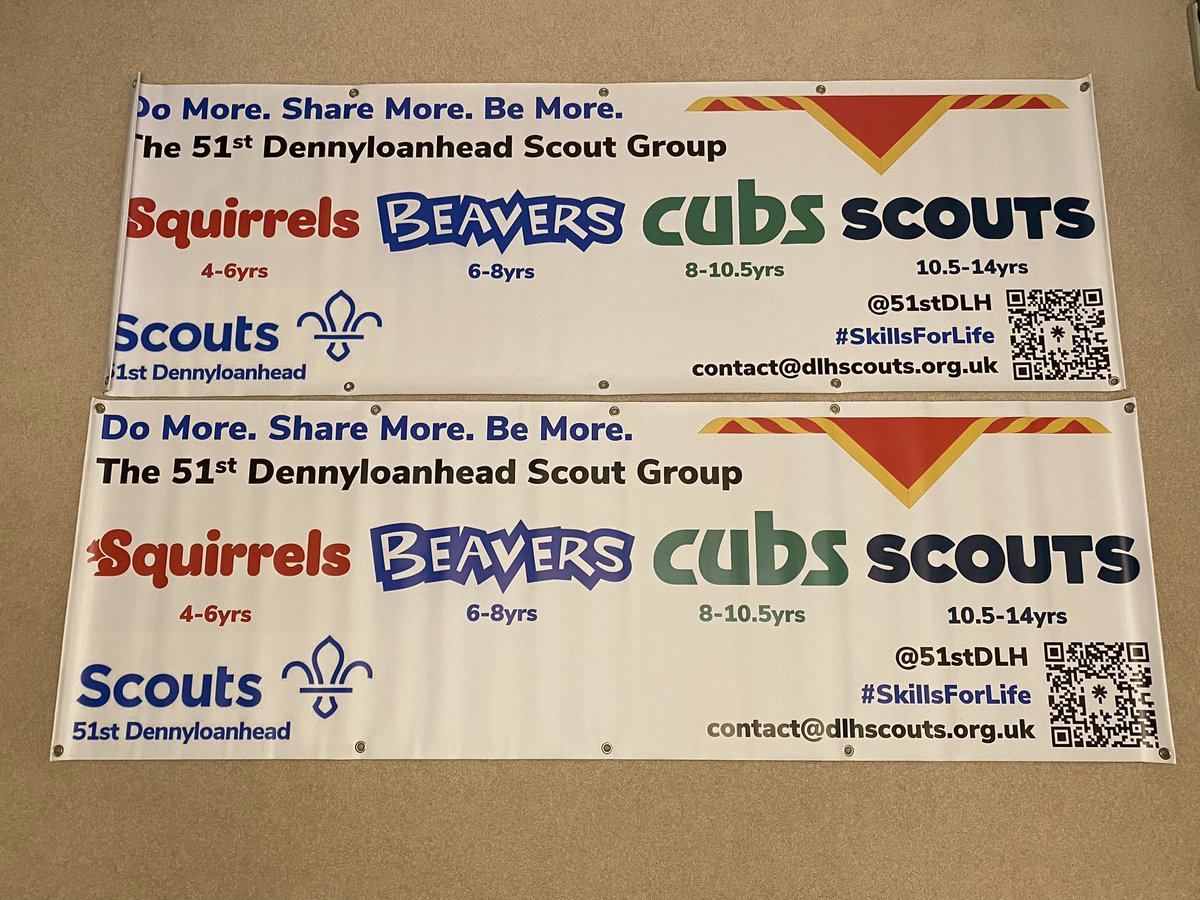 Do More. Share More. Be More.
The 51st Dennyloanhead Scout Group
Squirrels BEAVERS cubs SCOUTS
4-6yrs 6-8yrs 8-10.5yrs 10.5-14yrs
@51stDLH
#SkillsForLife
contact@dlhscouts.org.uk
Scouts
51st Dennyloanhead
Do More. Share More. Be More.
The 51st Dennyloanhead Scout Group
Squirrels BEAVERS cubs SCOUTS
4-6yrs 6-8yrs 8-10.5yrs 10.5-14yrs
@51stDLH
#SkillsForLife
contact@dlhscouts.org.uk
Scouts
51st Dennyloanhead